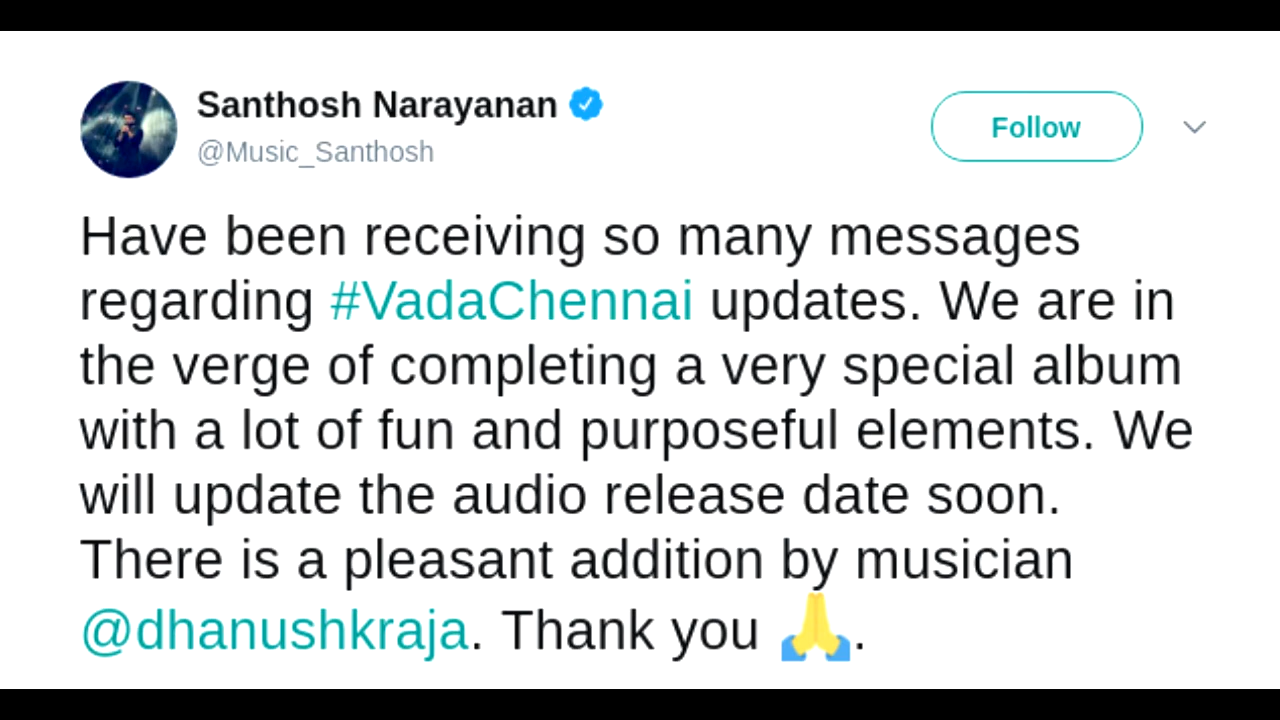 Santhosh Narayanan
@Music_Santhosh
Follow
Have been receiving so many messages
regarding #VadaChennai updates. We are in
the verge of completing a very special album
with a lot of fun and purposeful elements. We
will update the audio release date soon.
There is a pleasant addition by musician
@dhanushkraja. Thank you 🙏.